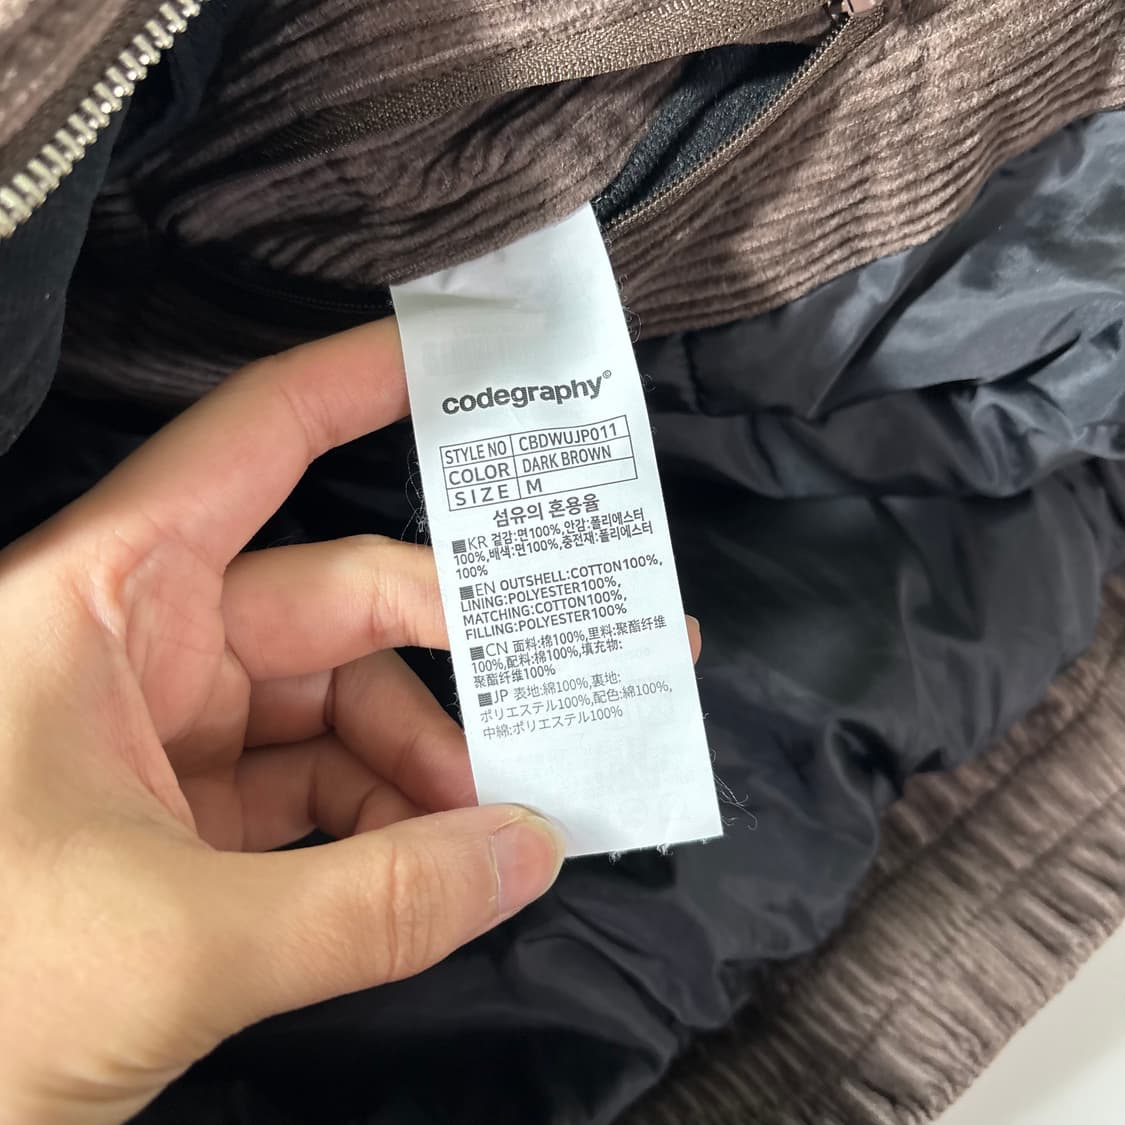 codegraphy©
STYLE NO CBDWUJP011
COLOR DARK BROWN
SIZE M
섬유의 혼용율
■KR 겉감:면100%,안감:폴리에스터
100%,배색:면100%,충전재:폴리에스터
100%
■EN OUTSHELL:COTTON100%,
LINING:POLYESTER100%,
MATCHING:COTTON100%,
FILLING:POLYESTER100%
■CN 面料:棉100%,里料:聚酯纤维
100%,配料:棉100%,填充物:
聚酯纤维100%
■JP 表地:綿100%,裏地:
ポリエステル100%,配色:綿100%,
中綿:ポリエステル100%